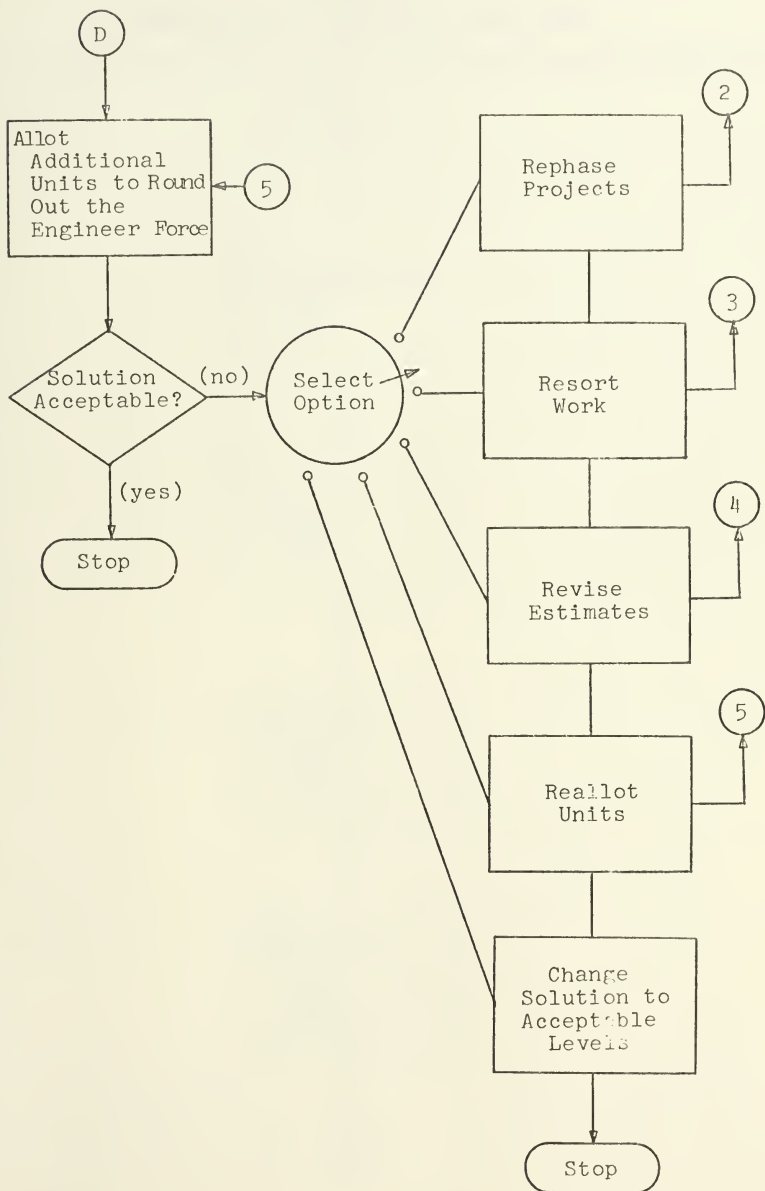 D
Allot
Additional
Units to Round
Out the
Engineer Force
5
Solution
Acceptable?
(no)
(yes)
Stop
Select
Option
Rephase
Projects
2
Resort
Work
3
Revise
Estimates
4
Reallot
Units
5
Change
Solution to
Acceptable
Levels
Stop